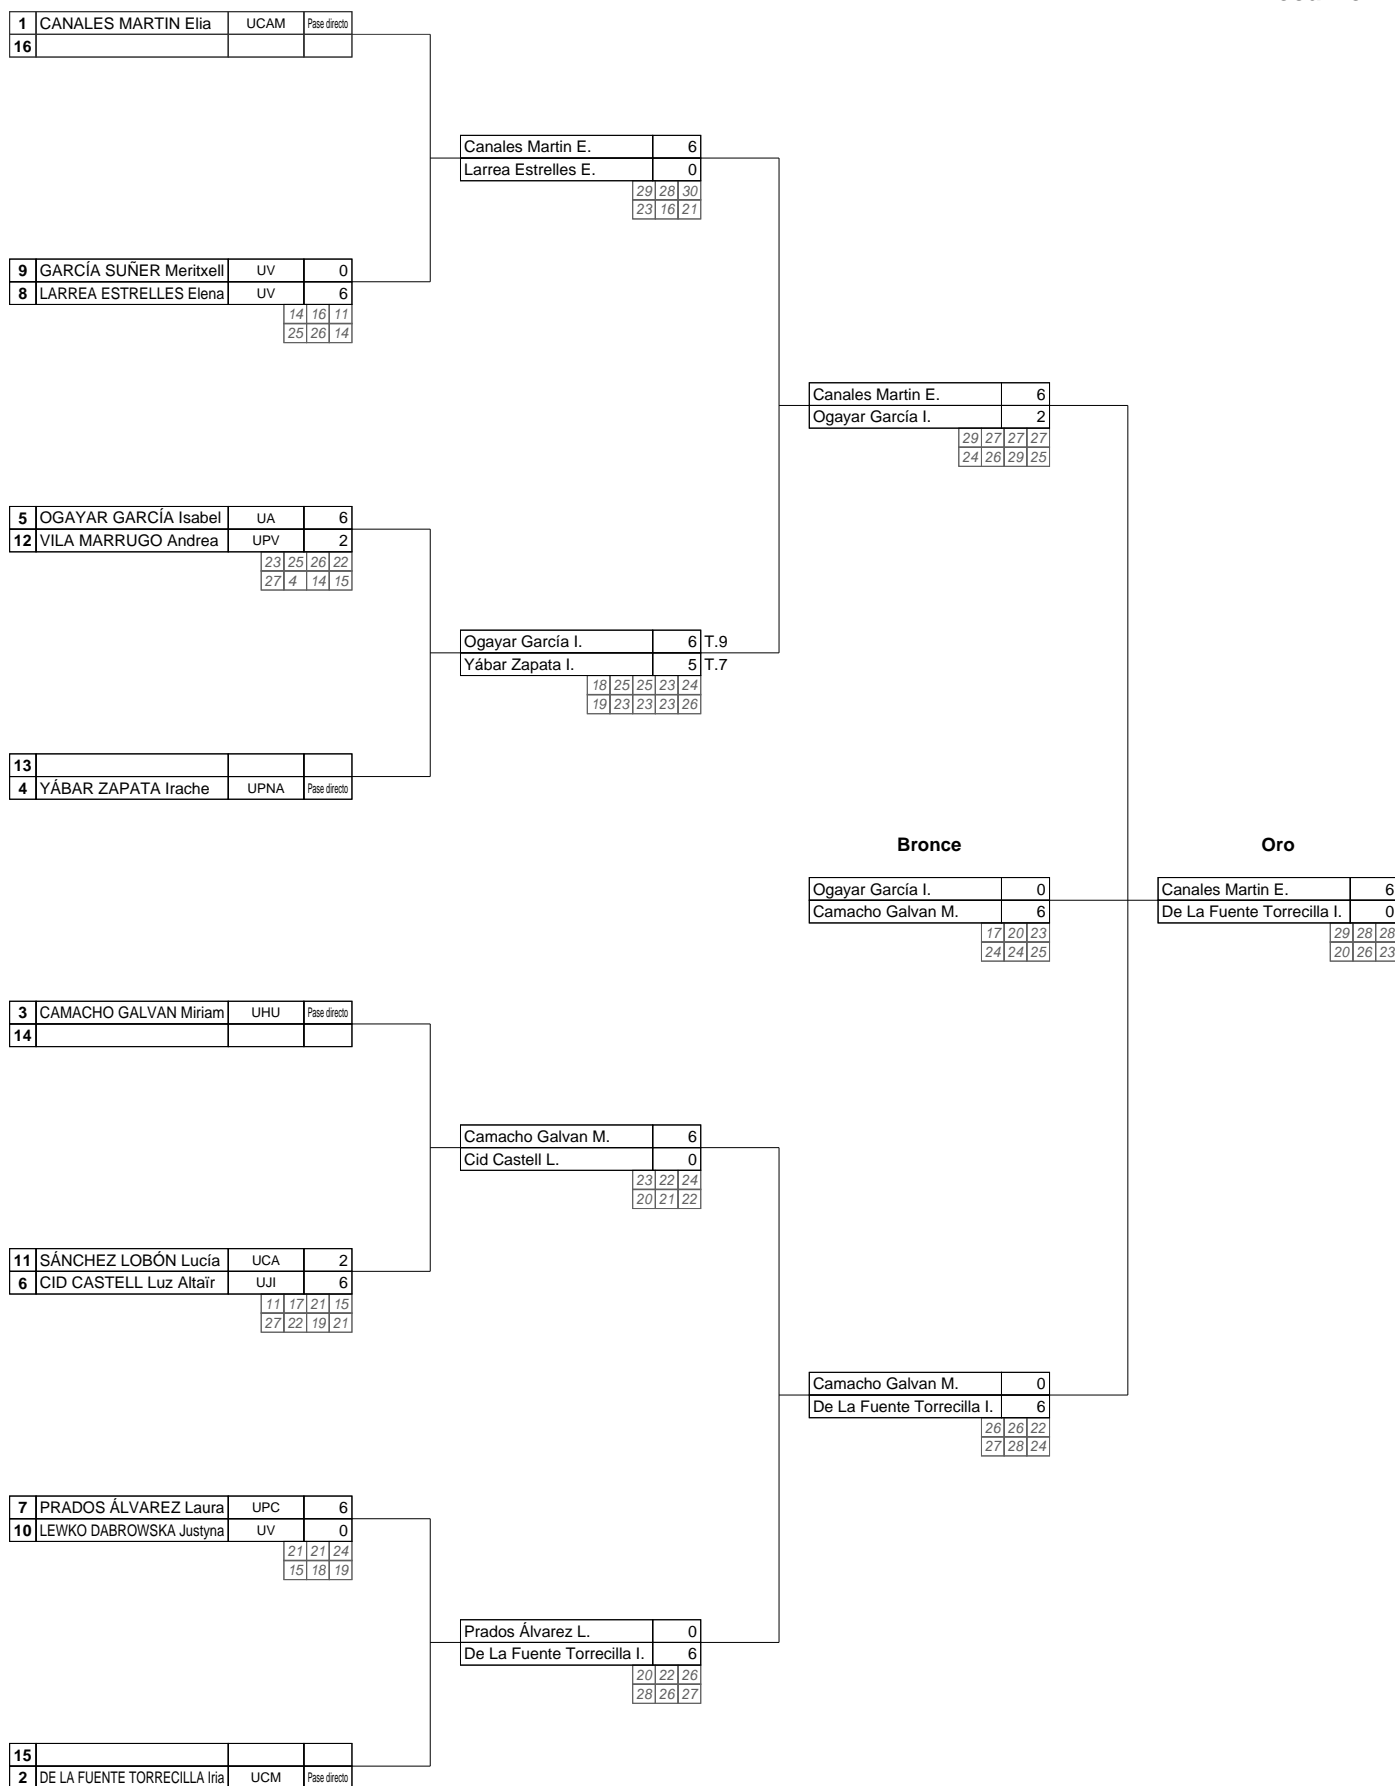 1 CANALES MARTIN Elia UCAM Pase directo
16
Canales Martin E. 6
Larrea Estrelles E. 0
29 28 30
23 16 21
9 GARCÍA SUÑER Meritxell UV 0
8 LARREA ESTRELLES Elena UV 6
14 16 11
25 26 14
Canales Martin E. 6
Ogayar García I. 2
29 27 27 27
24 26 29 25
5 OGAYAR GARCÍA Isabel UA 6
12 VILA MARRUGO Andrea UPV 2
23 25 26 22
27 4 14 15
Ogayar García I. 6 T.9
Yábar Zapata I. 5 T.7
18 25 25 23 24
19 23 23 23 26
13
4 YÁBAR ZAPATA Irache UPNA Pase directo
Bronce Oro
Ogayar García I. 0 Canales Martin E. 6
Camacho Galvan M. 6 De La Fuente Torrecilla I. 0
17 20 23 29 28 28
24 24 25 20 26 23
3 CAMACHO GALVAN Miriam UHU Pase directo
14
Camacho Galvan M. 6
Cid Castell L. 0
23 22 24
20 21 22
11 SÁNCHEZ LOBÓN Lucía UCA 2
6 CID CASTELL Luz Altaïr UJI 6
11 17 21 15
27 22 19 21
Camacho Galvan M. 0
De La Fuente Torrecilla I. 6
26 26 22
27 28 24
7 PRADOS ÁLVAREZ Laura UPC 6
10 LEWKO DABROWSKA Justyna UV 0
21 21 24
15 18 19
Prados Álvarez L. 0
De La Fuente Torrecilla I. 6
20 22 26
28 26 27
15
2 DE LA FUENTE TORRECILLA Iria UCM Pase directo